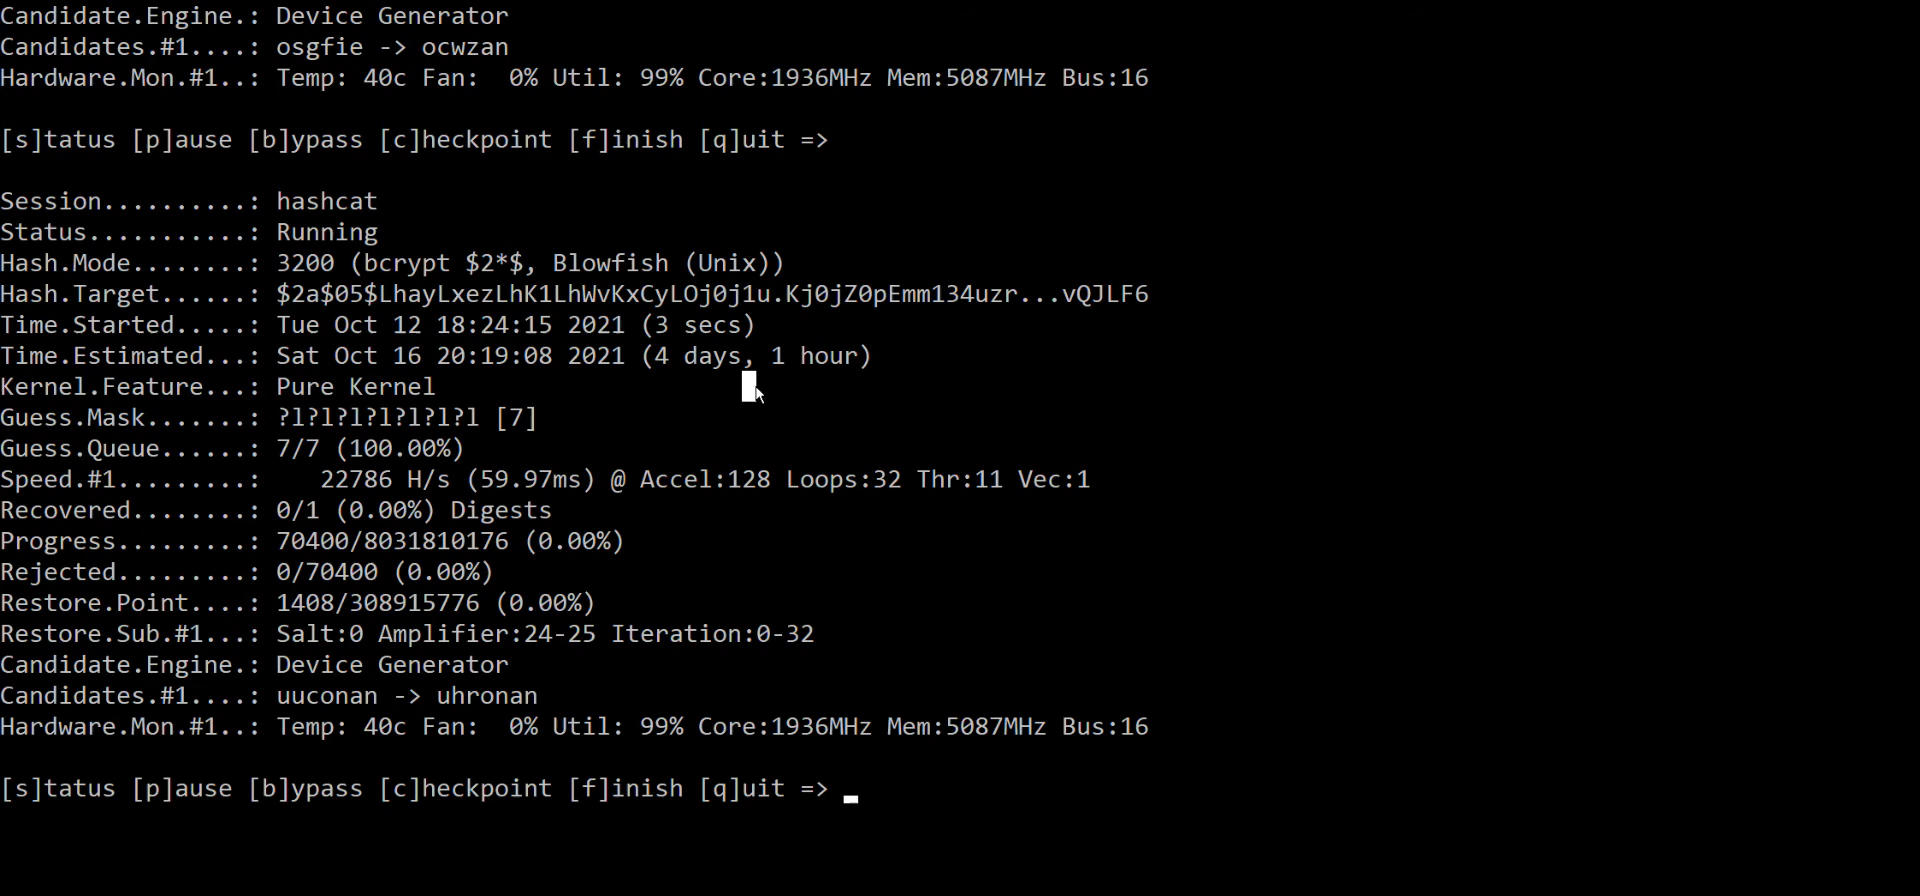 Candidate.Engine.: Device Generator
Candidates.#1....: osgfie -> ocwzan
Hardware.Mon.#1..: Temp: 40c Fan:  0% Util: 99% Core:1936MHz Mem:5087MHz Bus:16
[s]tatus [p]ause [b]ypass [c]heckpoint [f]inish [q]uit =>
Session..........: hashcat
Status...........: Running
Hash.Mode........: 3200 (bcrypt $2*$, Blowfish (Unix))
Hash.Target......: $2a$05$LhayLxezLhK1LhWvKxCyLOj0j1u.Kj0jZ0pEmm134uzr...vQJLF6
Time.Started.....: Tue Oct 12 18:24:15 2021 (3 secs)
Time.Estimated...: Sat Oct 16 20:19:08 2021 (4 days, 1 hour)
Kernel.Feature...: Pure Kernel
Guess.Mask.......: ?l?l?l?l?l?l?l [7]
Guess.Queue......: 7/7 (100.00%)
Speed.#1.........:    22786 H/s (59.97ms) @ Accel:128 Loops:32 Thr:11 Vec:1
Recovered........: 0/1 (0.00%) Digests
Progress.........: 70400/8031810176 (0.00%)
Rejected.........: 0/70400 (0.00%)
Restore.Point....: 1408/308915776 (0.00%)
Restore.Sub.#1...: Salt:0 Amplifier:24-25 Iteration:0-32
Candidate.Engine.: Device Generator
Candidates.#1....: uuconan -> uhronan
Hardware.Mon.#1..: Temp: 40c Fan:  0% Util: 99% Core:1936MHz Mem:5087MHz Bus:16
[s]tatus [p]ause [b]ypass [c]heckpoint [f]inish [q]uit =>